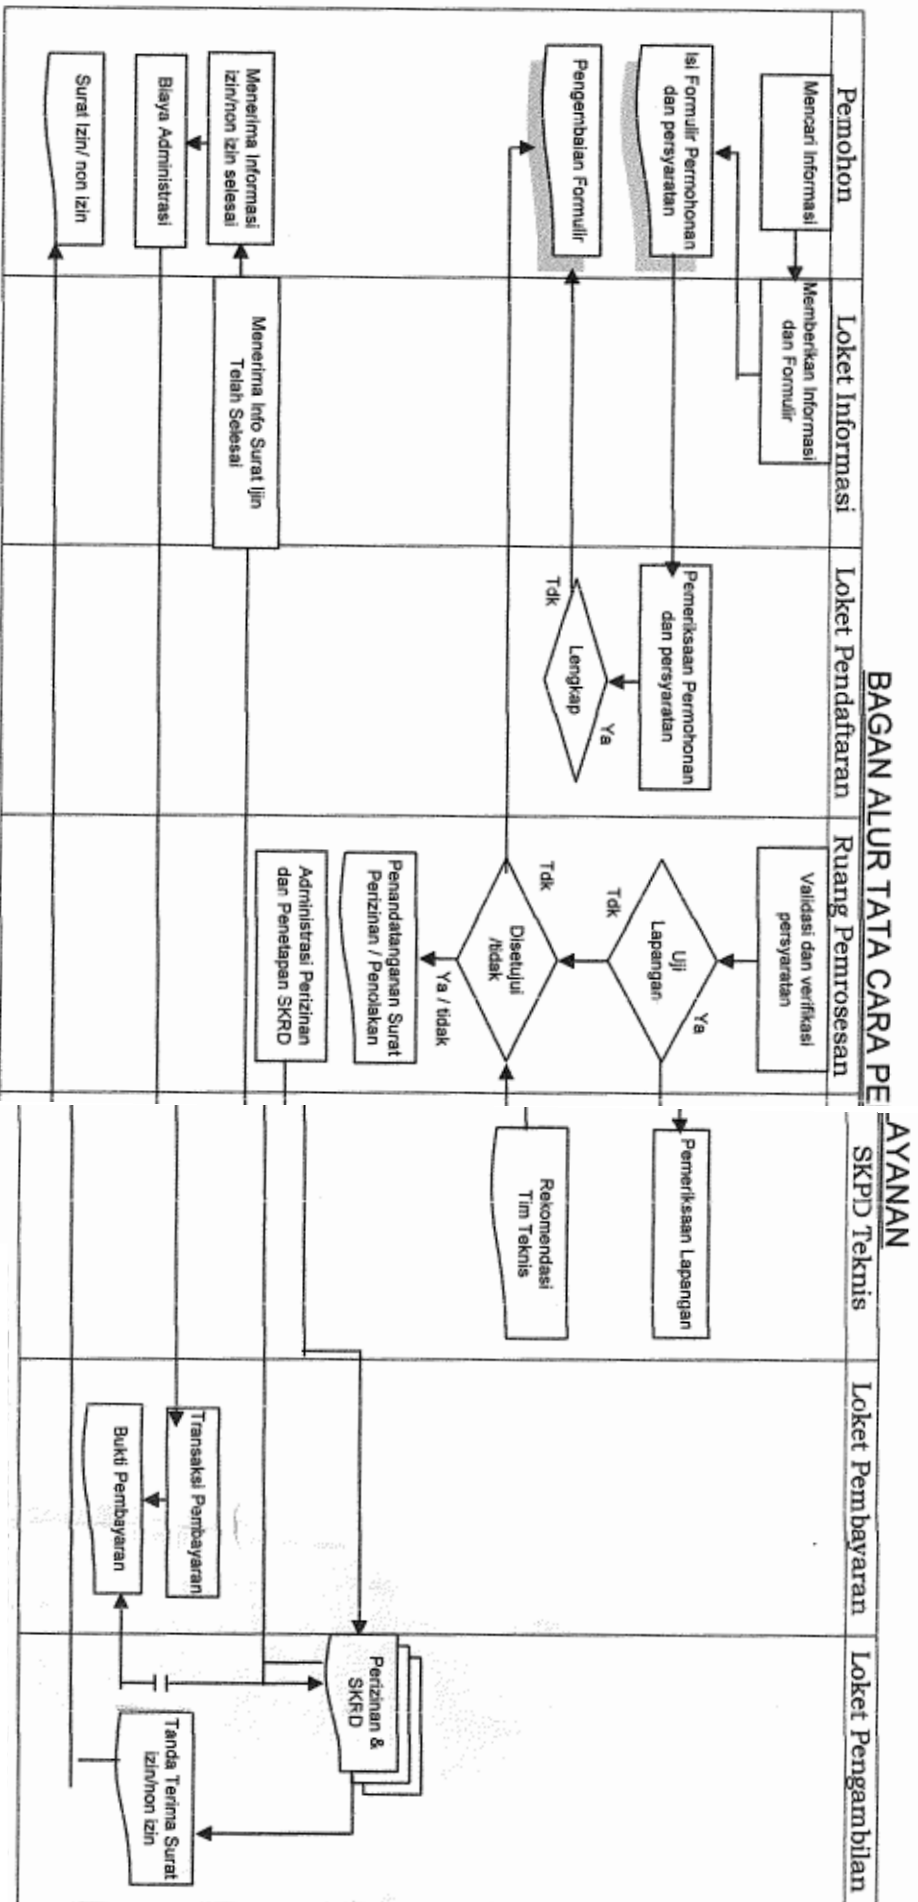 BAGAN ALUR TATA CARA PE
AYANAN
Pemohon
Loket Informasi
Loket Pendaftaran
Ruang Pemrosesan
SKPD Teknis
Loket Pembayaran
Loket Pengambilan
Mencari Informasi
Memberikan Informasi
dan Formulir
Isi Formulir Permohonan
dan persyaratan
Pengembaian Formulir
Menerima Informasi
izin/non izin selesai
Biaya Administrasi
Surat Izin/ non izin
Menerima Info Surat Ijin
Telah Selesai
Pemeriksaan Permohonan
dan persyaratan
Lengkap
Ya
Tdk
Validasi dan verifikasi
persyaratan
Uji
Lapangan
Ya
Tdk
Disetujui
/tidak
Tdk
Ya / tidak
Penandatanganan Surat
Perizinan / Penolakan
Administrasi Perizinan
dan Penetapan SKRD
Pemeriksaan Lapangan
Rekomendasi
Tim Teknis
Transaksi Pembayaran
Bukti Pembayaran
Perizinan &
SKRD
Tanda Terima Surat
izin/non izin